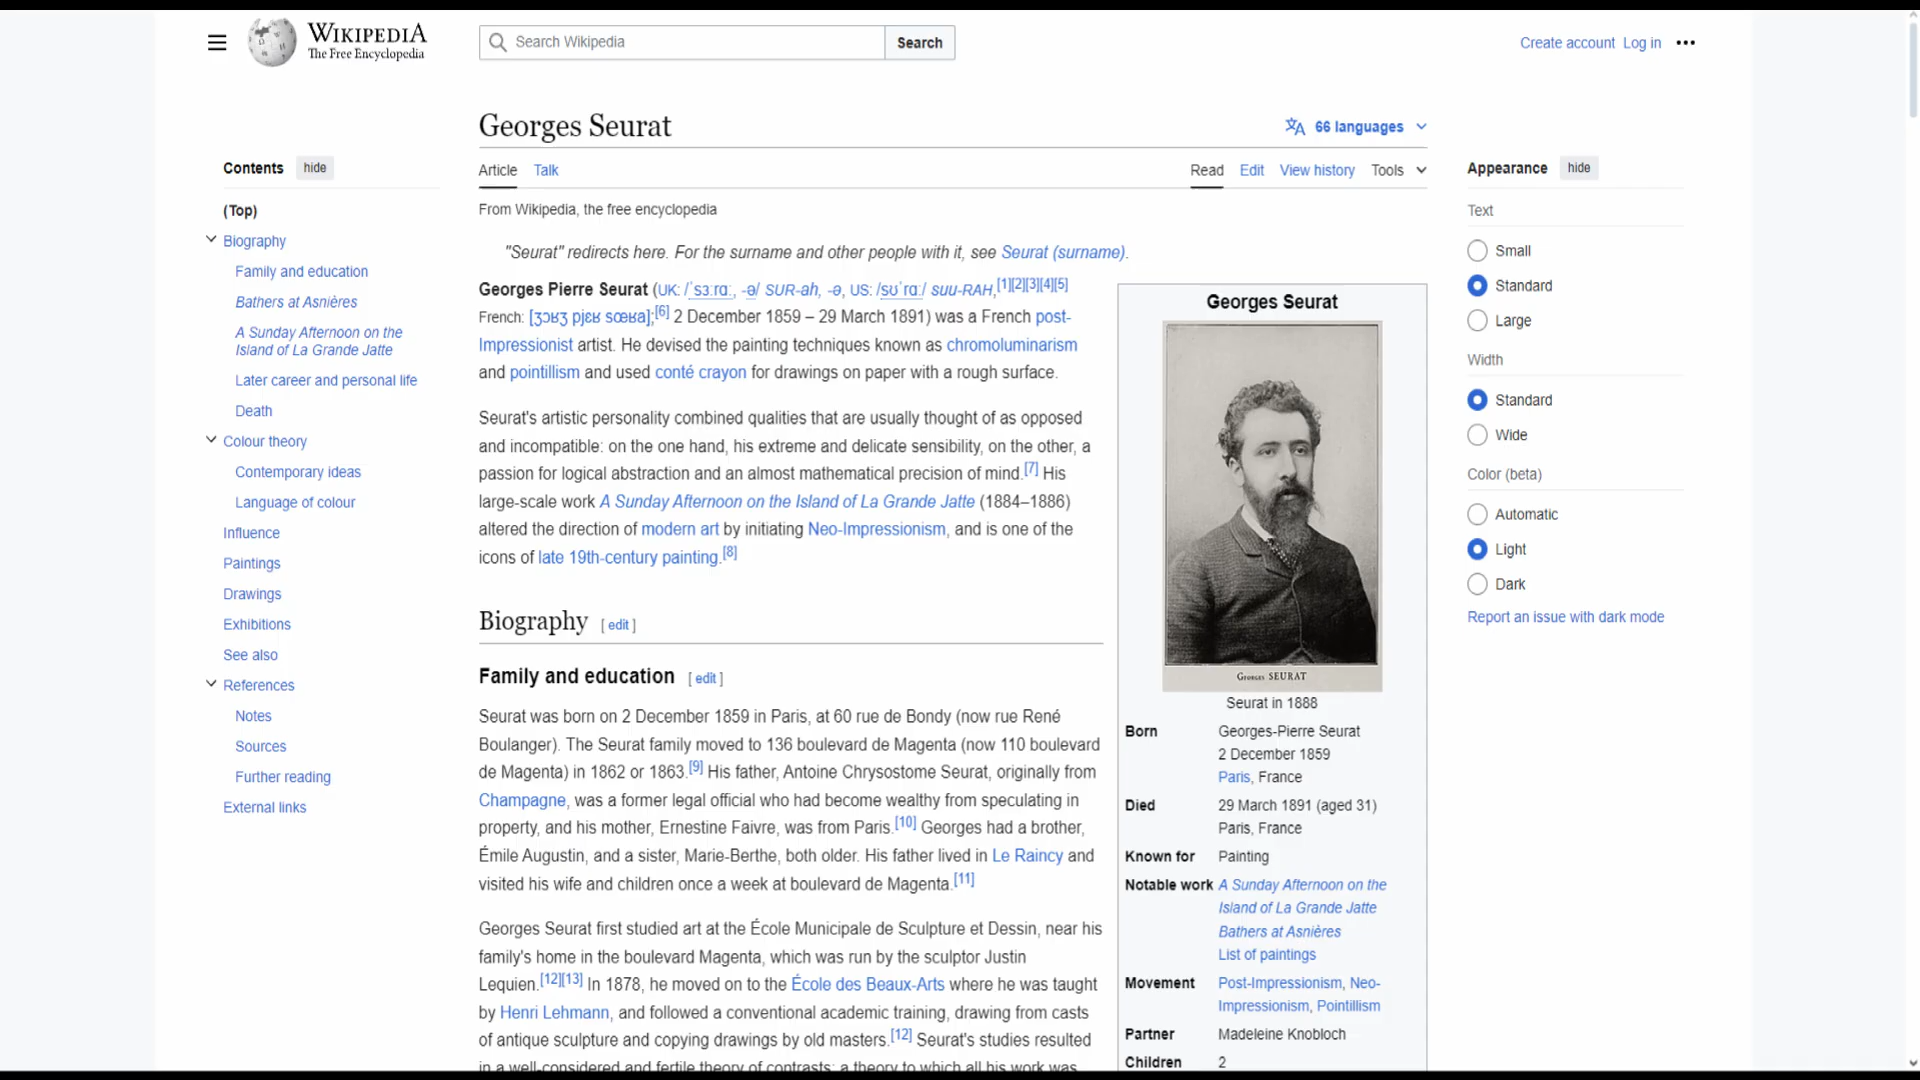 WIKIPEDIA
The Free Encyclopedia
Search Wikipedia
Search
Create account Log in
Georges Seurat
66 languages
Contents hide
(Top)
Biography
Family and education
Bathers at Asnières
A Sunday Afternoon on the
Island of La Grande Jatte
Later career and personal life
Death
Colour theory
Contemporary ideas
Language of colour
Influence
Paintings
Drawings
Exhibitions
See also
References
Notes
Sources
Further reading
External links
Article Talk
Read Edit View history Tools
From Wikipedia, the free encyclopedia
"Seurat" redirects here. For the surname and other people with it, see Seurat (surname).
Georges Pierre Seurat (UK: /ˈsɜːrɑː, -ə/ SUR-ah, -ə, US: /sʊˈrɑː/ suu-RAH,[1][2][3][4][5]
French: [ʒɔʁʒ pjɛʁ sœʁa];[6] 2 December 1859 – 29 March 1891) was a French post-
Impressionist artist. He devised the painting techniques known as chromoluminarism
and pointillism and used conté crayon for drawings on paper with a rough surface.
Seurat's artistic personality combined qualities that are usually thought of as opposed
and incompatible: on the one hand, his extreme and delicate sensibility, on the other, a
passion for logical abstraction and an almost mathematical precision of mind.[7] His
large-scale work A Sunday Afternoon on the Island of La Grande Jatte (1884–1886)
altered the direction of modern art by initiating Neo-Impressionism, and is one of the
icons of late 19th-century painting.[8]
Biography [ edit ]
Family and education [ edit ]
Seurat was born on 2 December 1859 in Paris, at 60 rue de Bondy (now rue René
Boulanger). The Seurat family moved to 136 boulevard de Magenta (now 110 boulevard
de Magenta) in 1862 or 1863.[9] His father, Antoine Chrysostome Seurat, originally from
Champagne, was a former legal official who had become wealthy from speculating in
property, and his mother, Ernestine Faivre, was from Paris.[10] Georges had a brother,
Émile Augustin, and a sister, Marie-Berthe, both older. His father lived in Le Raincy and
visited his wife and children once a week at boulevard de Magenta.[11]
Georges Seurat first studied art at the École Municipale de Sculpture et Dessin, near his
family's home in the boulevard Magenta, which was run by the sculptor Justin
Lequien.[12][13] In 1878, he moved on to the École des Beaux-Arts where he was taught
by Henri Lehmann, and followed a conventional academic training, drawing from casts
of antique sculpture and copying drawings by old masters.[12] Seurat's studies resulted
in a well-considered and fertile theory of contrasts: a theory to which all his work was
Georges Seurat
Georges SEURAT
Seurat in 1888
Born Georges-Pierre Seurat
2 December 1859
Paris, France
Died 29 March 1891 (aged 31)
Paris, France
Known for Painting
Notable work A Sunday Afternoon on the
Island of La Grande Jatte
Bathers at Asnières
List of paintings
Movement Post-Impressionism, Neo-
Impressionism, Pointillism
Partner Madeleine Knobloch
Children 2
Appearance hide
Text
Small
Standard
Large
Width
Standard
Wide
Color (beta)
Automatic
Light
Dark
Report an issue with dark mode